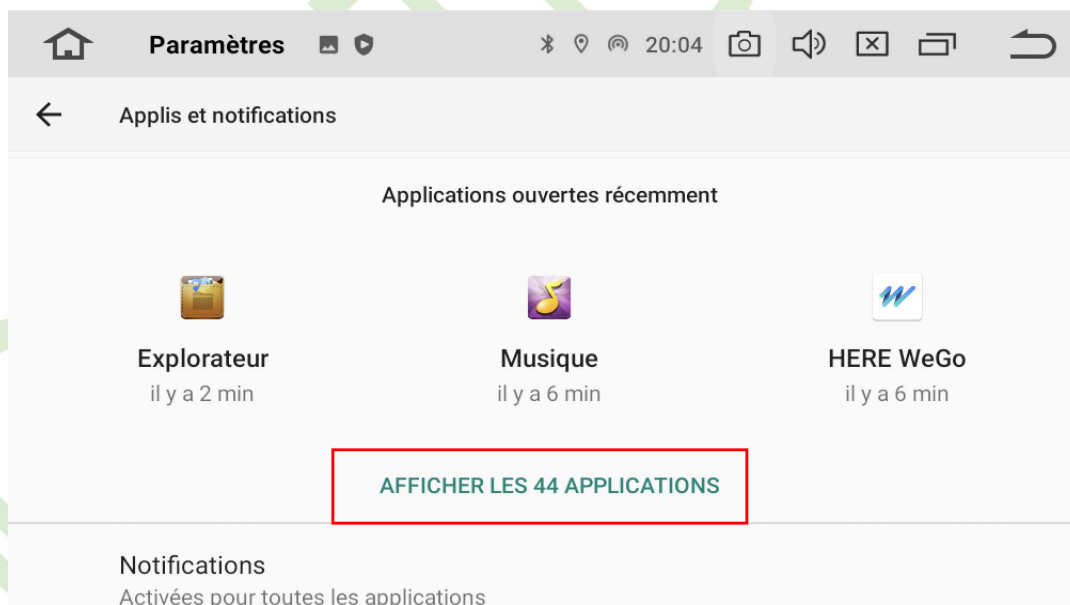 Paramètres 20:04
Applis et notifications
Applications ouvertes récemment
Explorateur Musique HERE WeGo
il y a 2 min il y a 6 min il y a 6 min
AFFICHER LES 44 APPLICATIONS
Notifications
Activées pour toutes les applications